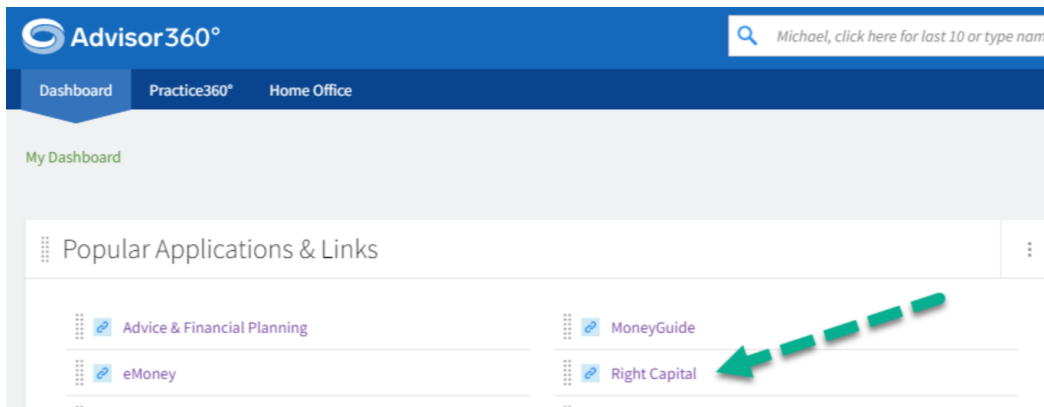 Advisor360°
Michael, click here for last 10 or type nam
Dashboard Practice360° Home Office
My Dashboard
Popular Applications & Links
Advice & Financial Planning MoneyGuide
eMoney Right Capital